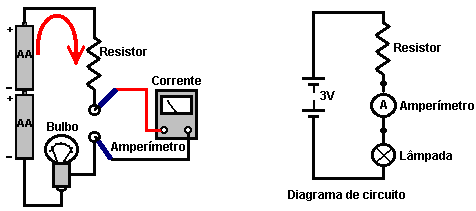 +
AA
−
+
AA
−
Resistor
Corrente
Bulbo
Amperímetro
3V
Resistor
A
Amperímetro
Lâmpada
Diagrama de circuito